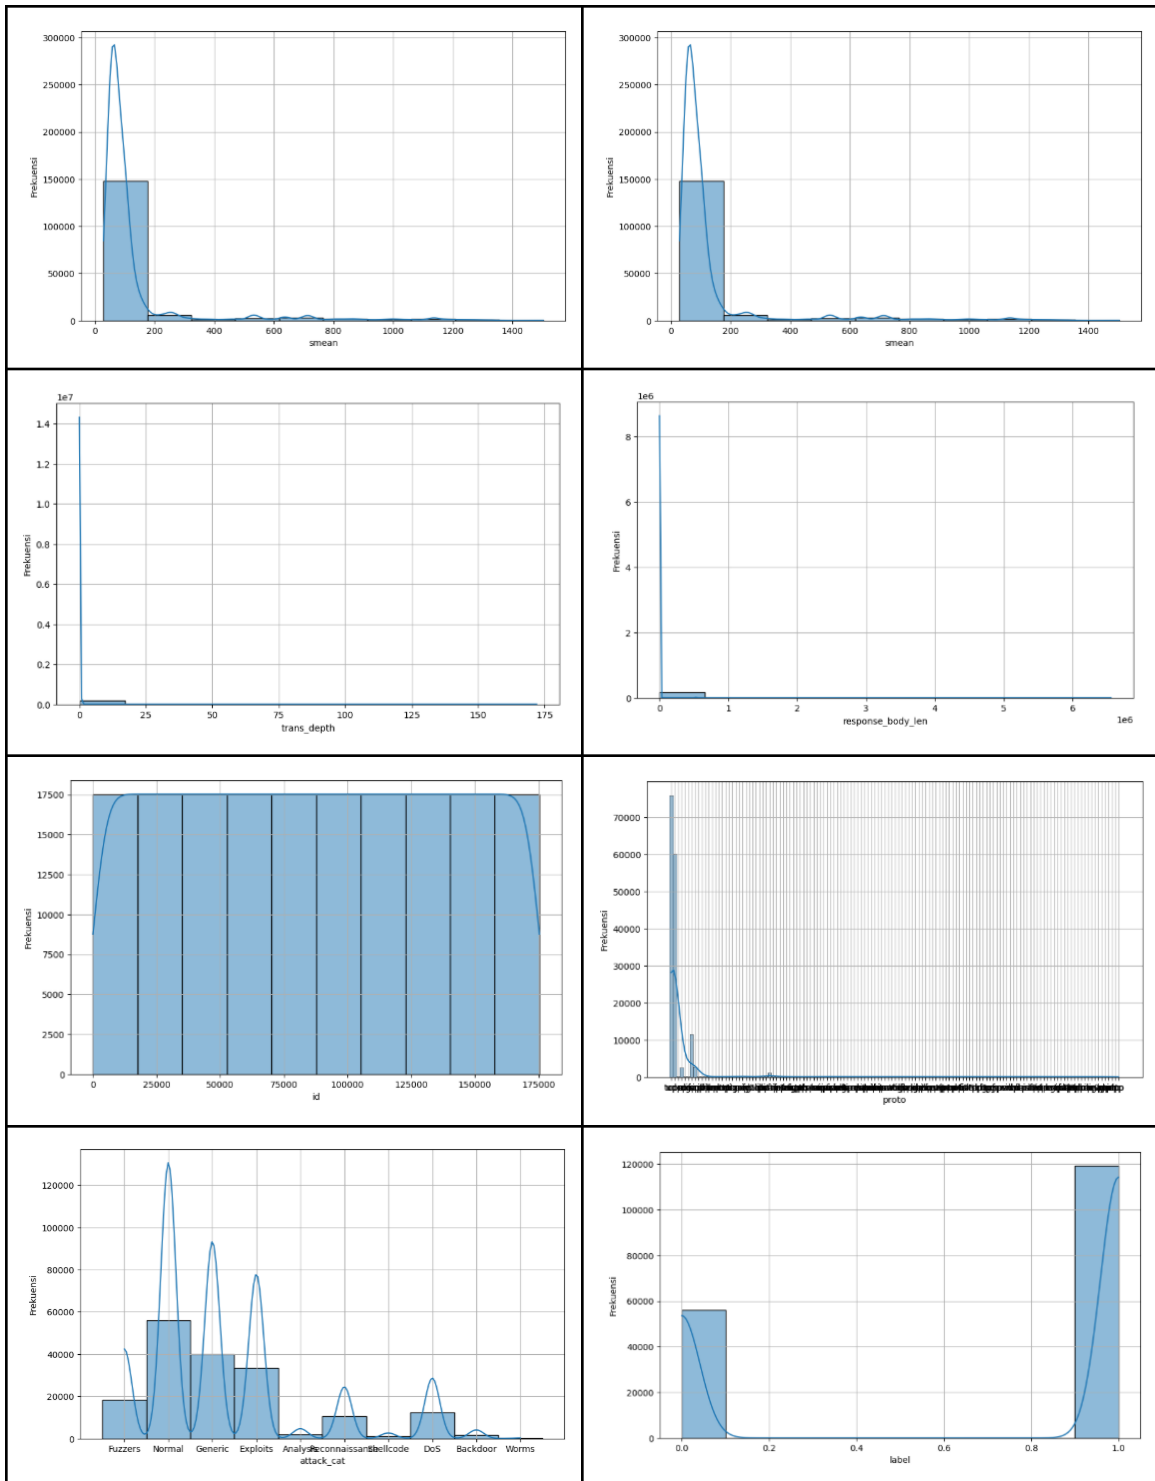 300000
250000
200000
150000
100000
50000
0
Frekuensi
0 200 400 600 800 1000 1200 1400
smean
300000
250000
200000
150000
100000
50000
0
Frekuensi
0 200 400 600 800 1000 1200 1400
smean
1e7
1.4
1.2
1.0
0.8
0.6
0.4
0.2
0.0
Frekuensi
0 25 50 75 100 125 150 175
trans_depth
1e6
8
6
4
2
0
Frekuensi
0 1 2 3 4 5 6
1e6
response_body_len
17500
15000
12500
10000
7500
5000
2500
0
Frekuensi
0 25000 50000 75000 100000 125000 150000 175000
id
70000
60000
50000
40000
30000
20000
10000
0
Frekuensi
proto
120000
100000
80000
60000
40000
20000
0
Frekuensi
Fuzzers Normal Generic Exploits Analysis Reconnaissance Shellcode DoS Backdoor Worms
attack_cat
120000
100000
80000
60000
40000
20000
0
Frekuensi
0.0 0.2 0.4 0.6 0.8 1.0
label